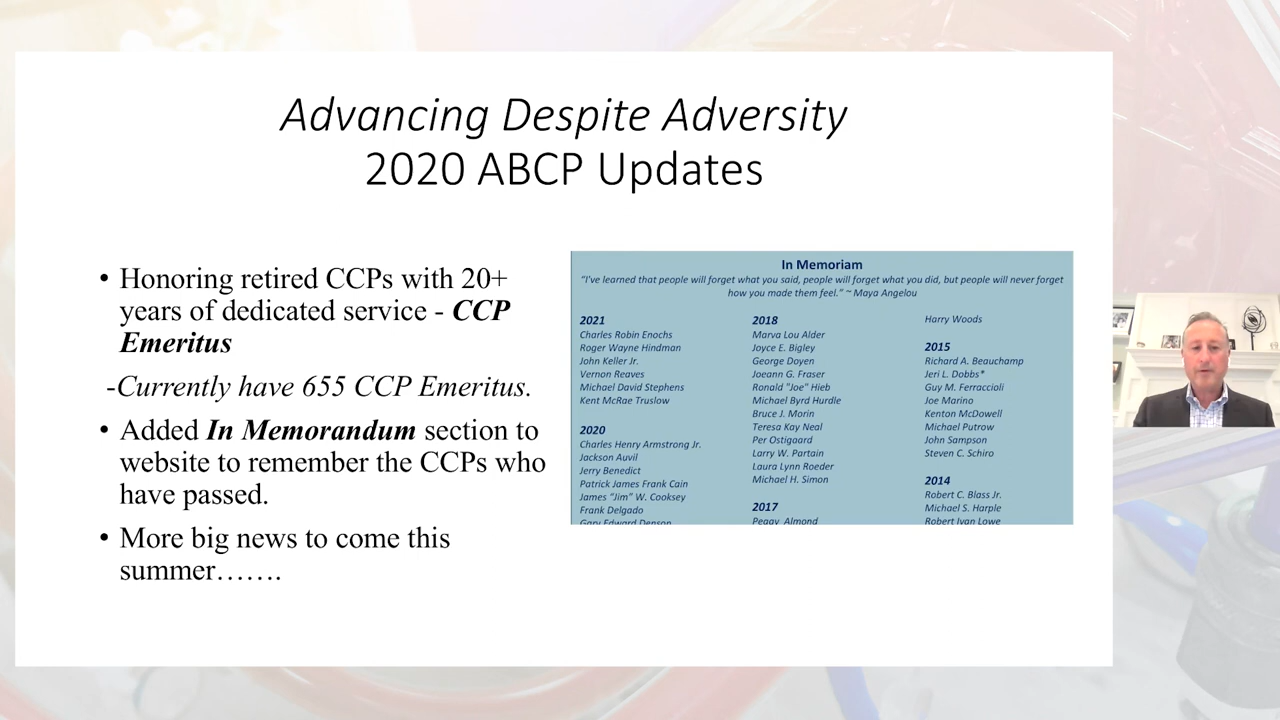 Advancing Despite Adversity
2020 ABCP Updates
• Honoring retired CCPs with 20+
years of dedicated service - CCP
Emeritus
-Currently have 655 CCP Emeritus.
• Added In Memorandum section to
website to remember the CCPs who
have passed.
• More big news to come this
summer…….
In Memoriam
“I've learned that people will forget what you said, people will forget what you did, but people will never forget
how you made them feel.” ~ Maya Angelou
2021
Charles Robin Enochs
Roger Wayne Hindman
John Keller Jr.
Vernon Reaves
Michael David Stephens
Kent McRae Truslow
2020
Charles Henry Armstrong Jr.
Jackson Auvil
Jerry Benedict
Patrick James Frank Cain
James “Jim” W. Cooksey
Frank Delgado
Gary Edward Denson
2018
Marva Lou Alder
Joyce E. Bigley
George Doyen
Joeann G. Fraser
Ronald "Joe" Hieb
Michael Byrd Hurdle
Bruce J. Morin
Teresa Kay Neal
Per Ostigaard
Larry W. Partain
Laura Lynn Roeder
Michael H. Simon
2017
Peggy Almond
Harry Woods
2015
Richard A. Beauchamp
Jeri L. Dobbs*
Guy M. Ferraccioli
Joe Marino
Kenton McDowell
Michael Putrow
John Sampson
Steven C. Schiro
2014
Robert C. Blass Jr.
Michael S. Harple
Robert Ivan Lowe